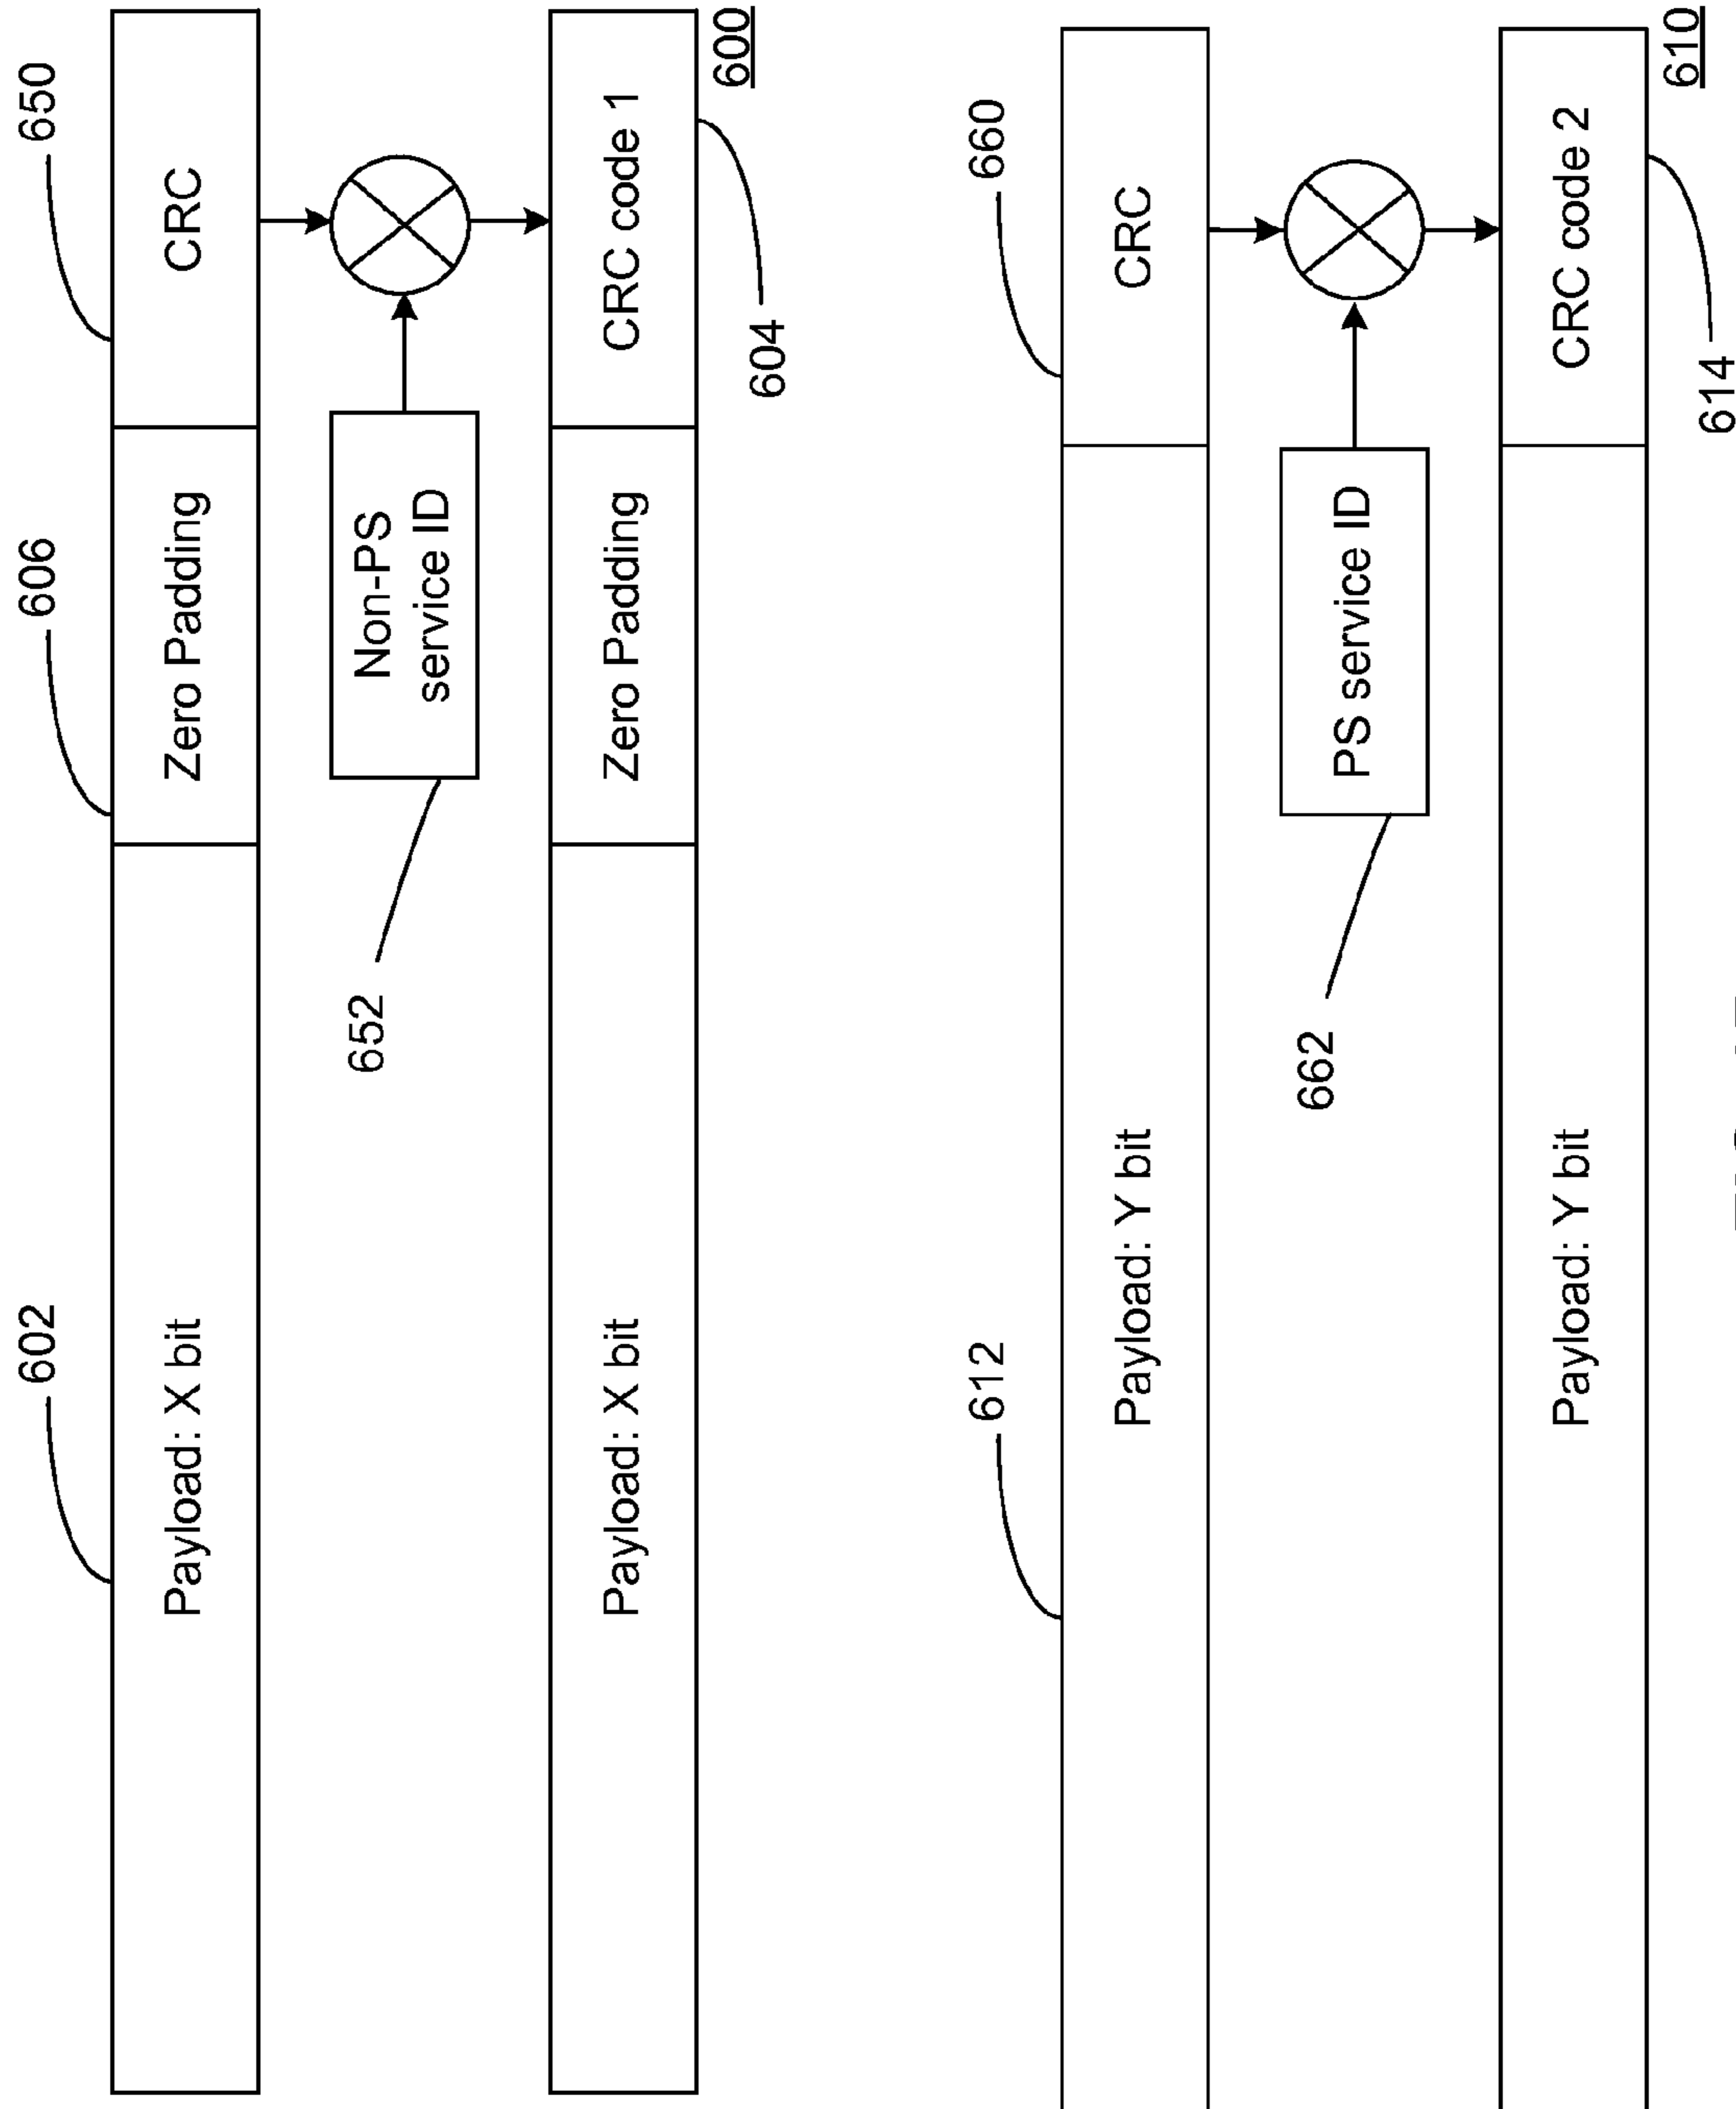 602
606
650
Payload: X bit
Zero Padding
CRC
652
Non-PS
service ID
Payload: X bit
Zero Padding
CRC code 1
604
600
612
660
Payload: Y bit
CRC
662
PS service ID
Payload: Y bit
CRC code 2
614
610